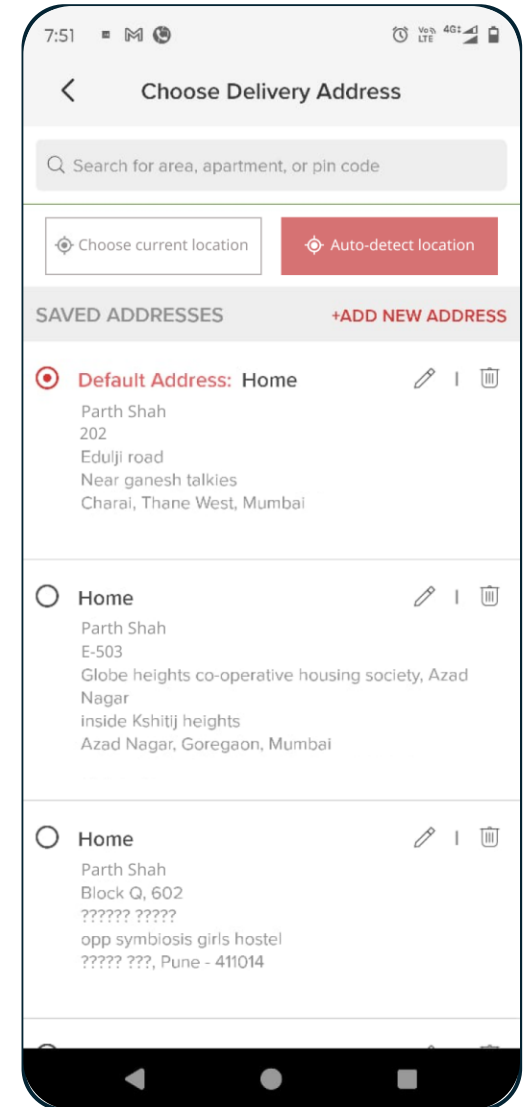 7:51 Vo)) LTE 4G
Choose Delivery Address
Search for area, apartment, or pin code
Choose current location Auto-detect location
SAVED ADDRESSES +ADD NEW ADDRESS
Default Address: Home
Parth Shah
202
Edulji road
Near ganesh talkies
Charai, Thane West, Mumbai
Home
Parth Shah
E-503
Globe heights co-operative housing society, Azad
Nagar
inside Kshitij heights
Azad Nagar, Goregaon, Mumbai
Home
Parth Shah
Block Q, 602
?????? ?????
opp symbiosis girls hostel
????? ???, Pune - 411014